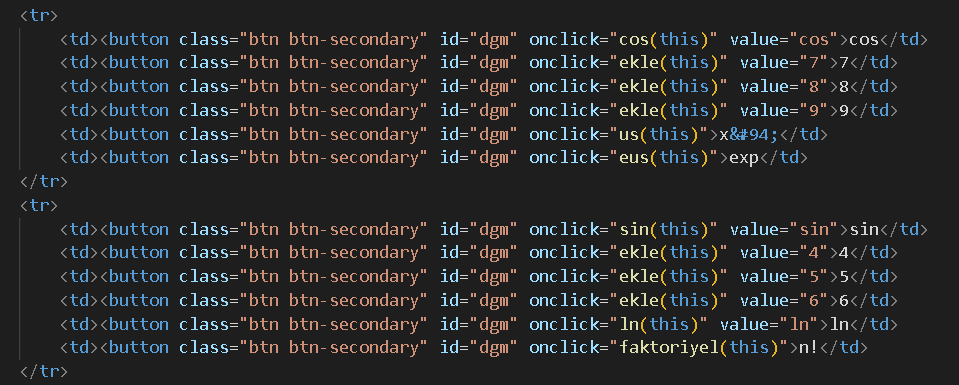 <tr>
<td><button class="btn btn-secondary" id="dgm" onclick="cos(this)" value="cos">cos</td>
<td><button class="btn btn-secondary" id="dgm" onclick="ekle(this)" value="7">7</td>
<td><button class="btn btn-secondary" id="dgm" onclick="ekle(this)" value="8">8</td>
<td><button class="btn btn-secondary" id="dgm" onclick="ekle(this)" value="9">9</td>
<td><button class="btn btn-secondary" id="dgm" onclick="us(this)">x&#94;</td>
<td><button class="btn btn-secondary" id="dgm" onclick="eus(this)">exp</td>
</tr>
<tr>
<td><button class="btn btn-secondary" id="dgm" onclick="sin(this)" value="sin">sin</td>
<td><button class="btn btn-secondary" id="dgm" onclick="ekle(this)" value="4">4</td>
<td><button class="btn btn-secondary" id="dgm" onclick="ekle(this)" value="5">5</td>
<td><button class="btn btn-secondary" id="dgm" onclick="ekle(this)" value="6">6</td>
<td><button class="btn btn-secondary" id="dgm" onclick="ln(this)" value="ln">ln</td>
<td><button class="btn btn-secondary" id="dgm" onclick="faktoriyel(this)">n!</td>
</tr>